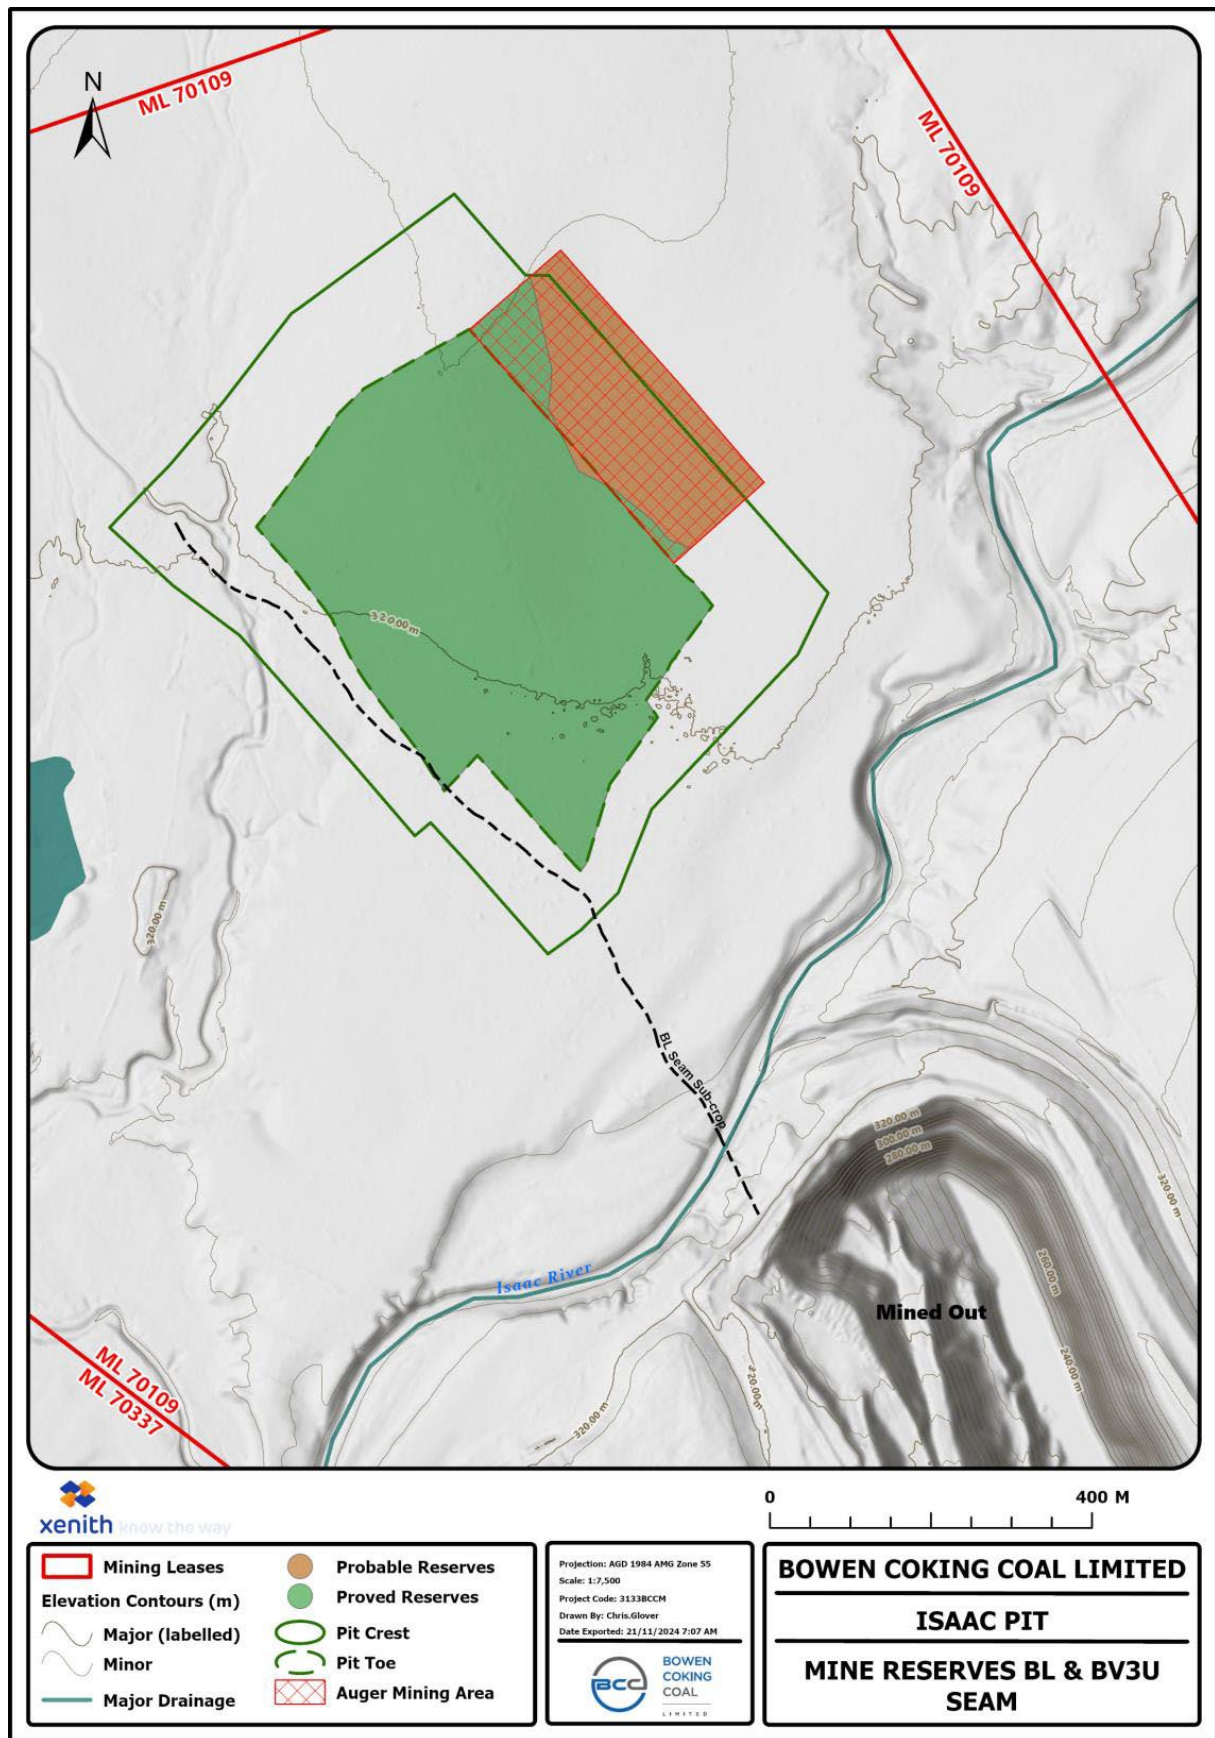 N
ML 70109
ML 70109
320.00 m
320.00 m
BL Seam Sub-crop
320.00 m
300.00 m
280.00 m
320.00 m
260.00 m
Isaac River
Mined Out
240.00 m
ML 70109
ML 70337
320.00 m
320.00 m
xenith know the way
0 400 M
Mining Leases
Elevation Contours (m)
Major (labelled)
Minor
Major Drainage
Probable Reserves
Proved Reserves
Pit Crest
Pit Toe
Auger Mining Area
Projection: AGD 1984 AMG Zone 55
Scale: 1:7,500
Project Code: 3133BCCM
Drawn By: Chris.Glover
Date Exported: 21/11/2024 7:07 AM
BCC
BOWEN
COKING
COAL
LIMITED
BOWEN COKING COAL LIMITED
ISAAC PIT
MINE RESERVES BL & BV3U
SEAM